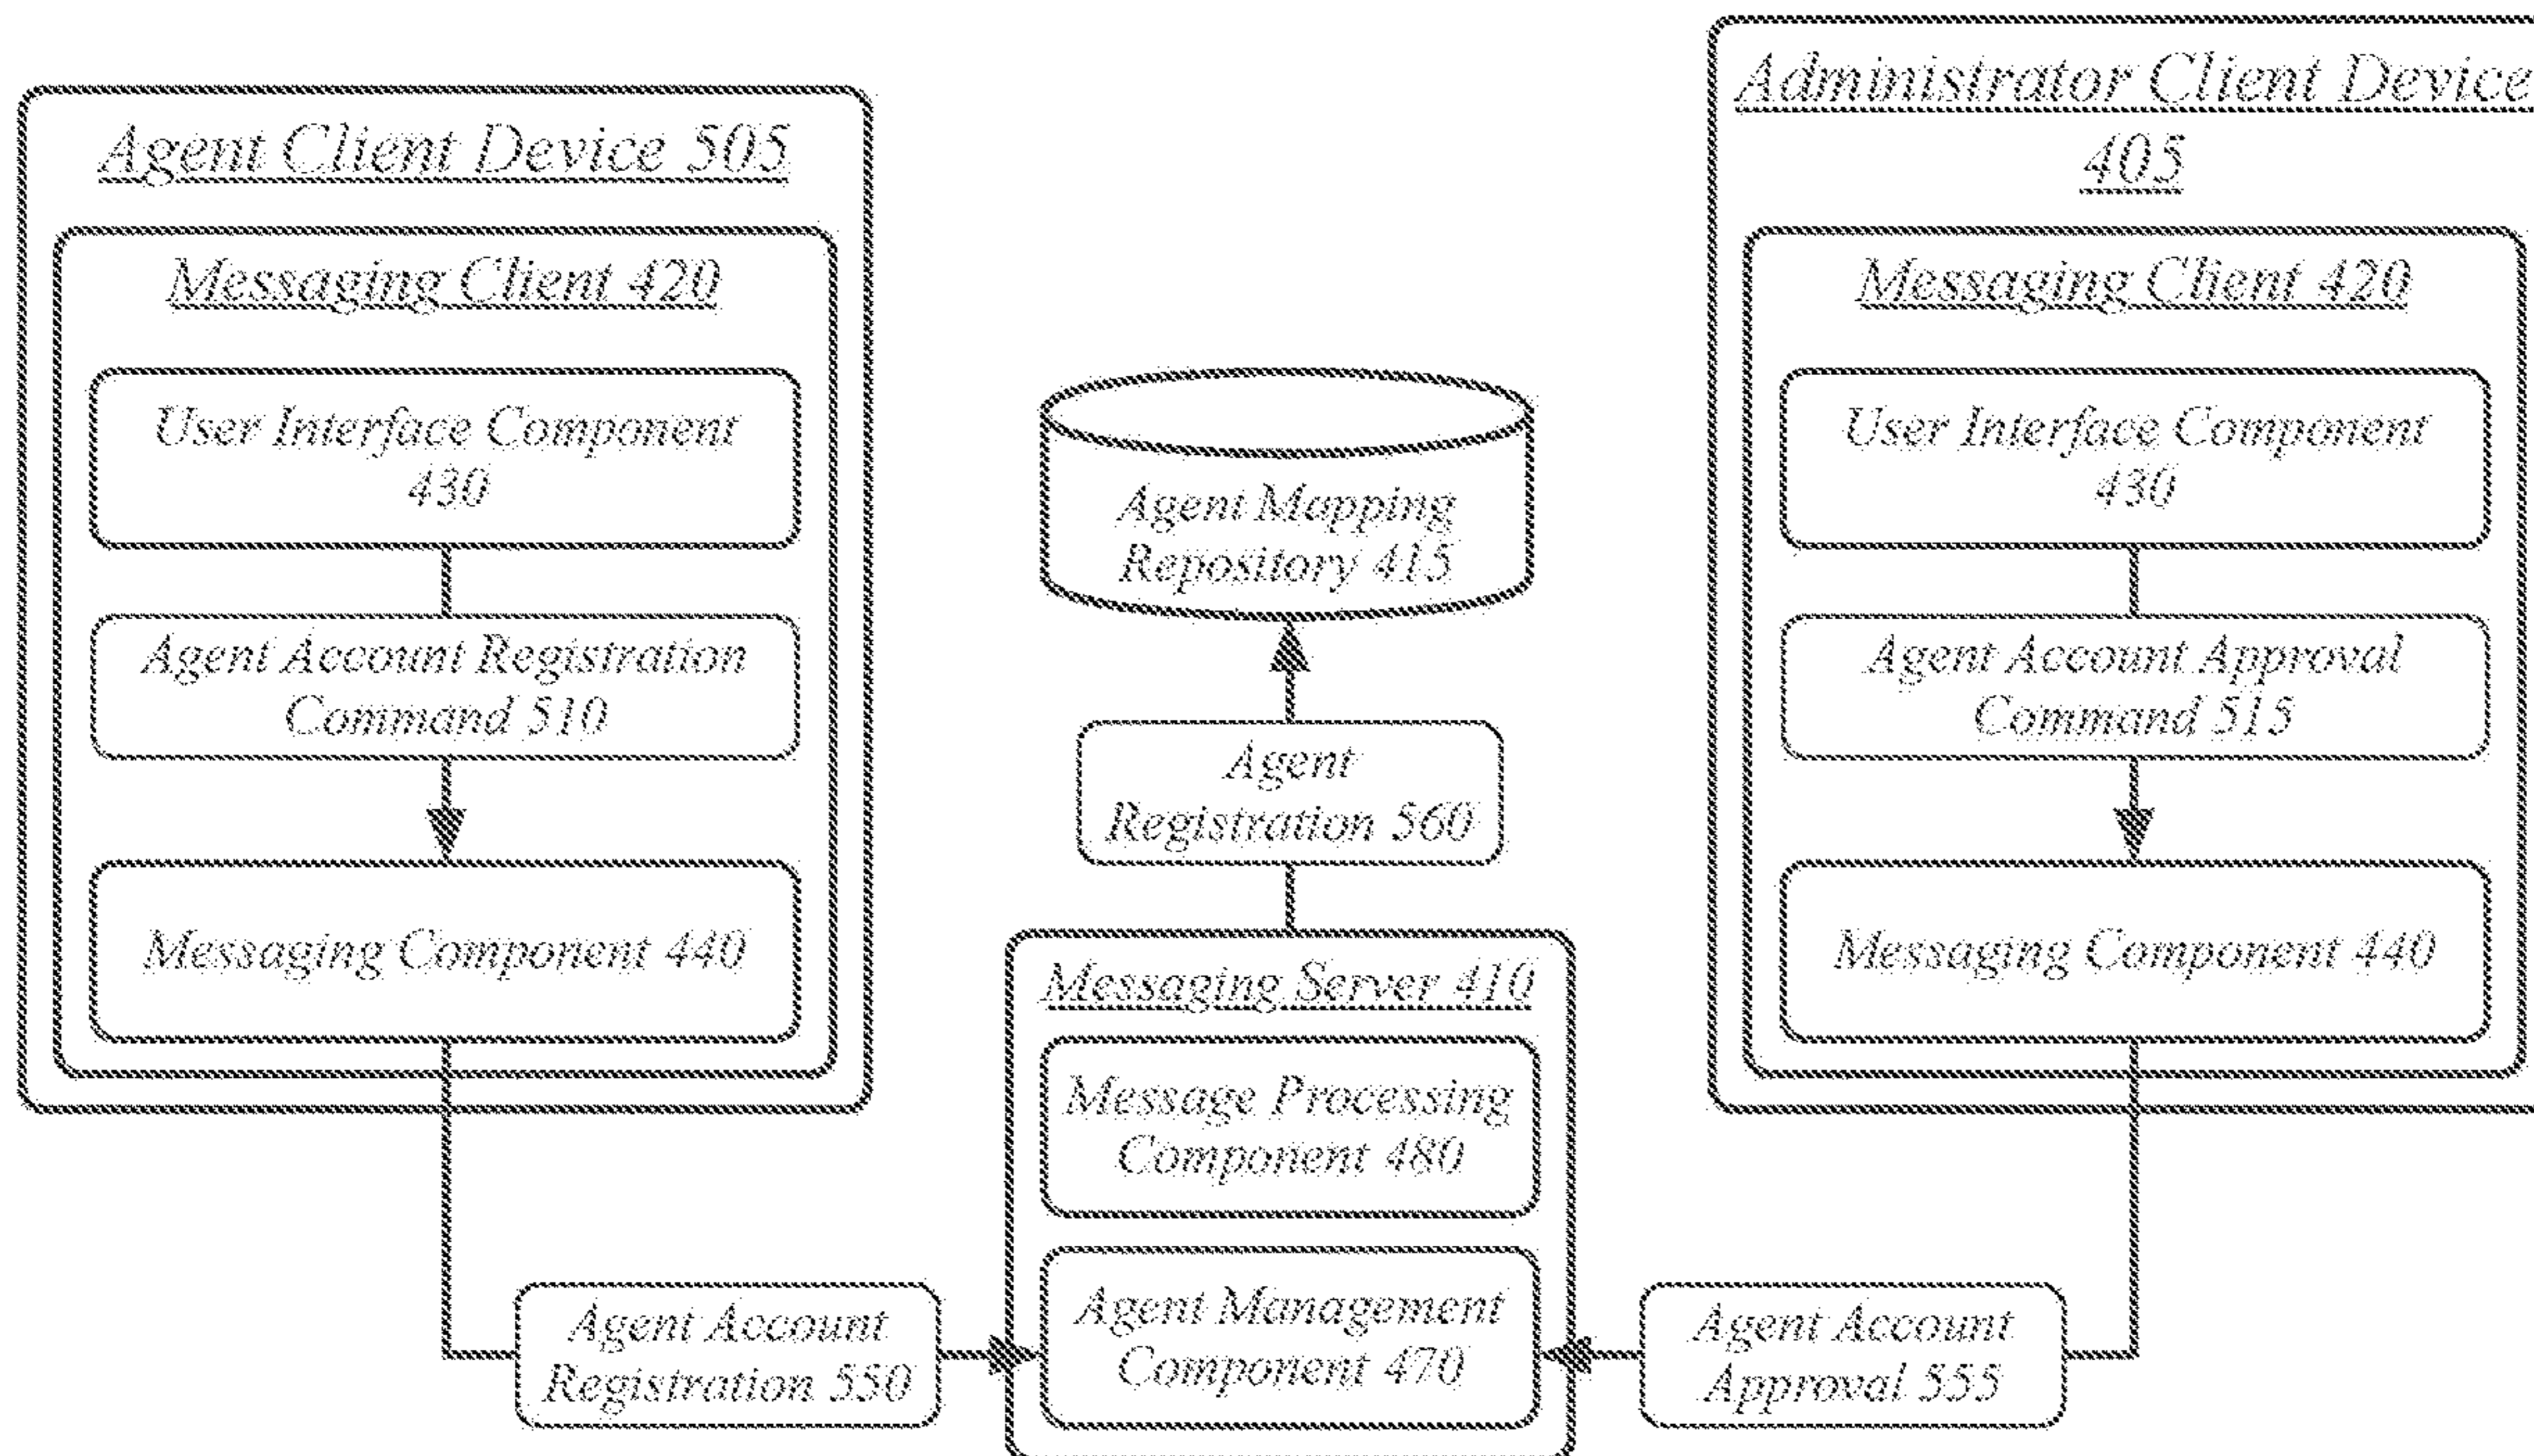 Agent Client Device 505
Messaging Client 420
User Interface Component
430
Agent Account Registration
Command 510
Messaging Component 440
Agent Account
Registration 550
Agent Mapping
Repository 415
Agent
Registration 560
Messaging Server 410
Message Processing
Component 480
Agent Management
Component 470
Administrator Client Device
405
Messaging Client 420
User Interface Component
430
Agent Account Approval
Command 515
Messaging Component 440
Agent Account
Approval 555